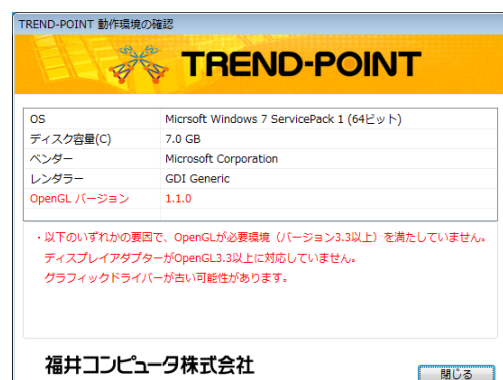 TREND-POINT 動作環境の確認
TREND-POINT
OS Micrsoft Windows 7 ServicePack 1 (64ビット)
ディスク容量(C) 7.0 GB
ベンダー Microsoft Corporation
レンダラー GDI Generic
OpenGL バージョン 1.1.0
・以下のいずれかの要因で、OpenGLが必要環境（バージョン3.3以上）を満たしていません。
ディスプレイアダプターがOpenGL3.3以上に対応していません。
グラフィックドライバーが古い可能性があります。
福井コンピュータ株式会社
閉じる